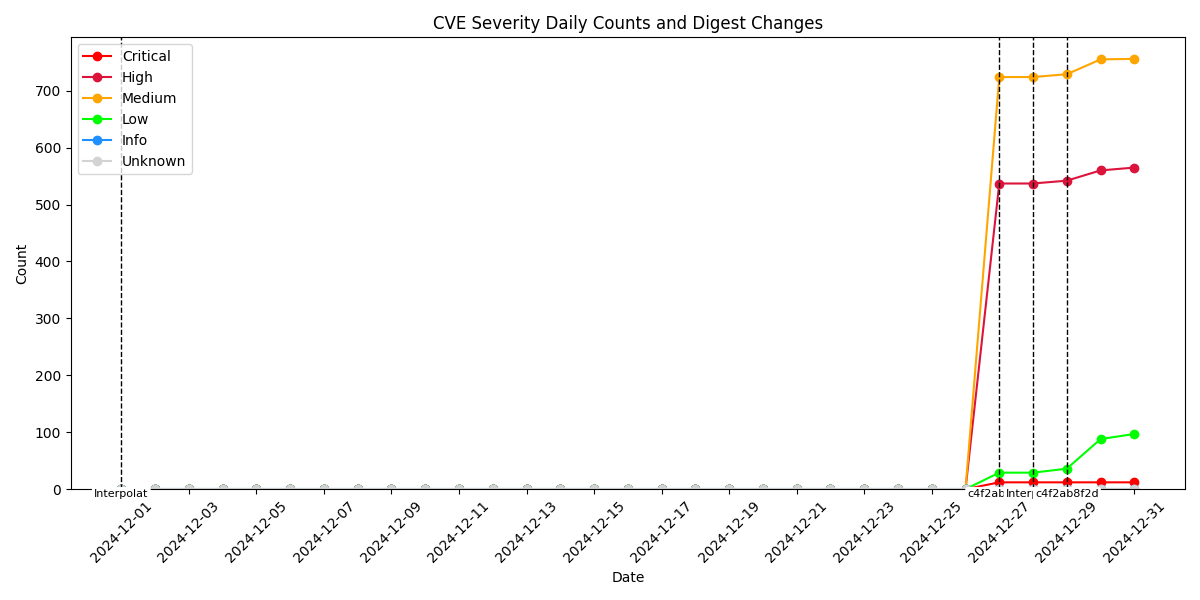 CVE Severity Daily Counts and Digest Changes
Critical
High
Medium
Low
Info
Unknown
Count
700
600
500
400
300
200
100
0
Interpolat
c4f2ab
Inter
c4f2ab8f2d
2024-12-01
2024-12-03
2024-12-05
2024-12-07
2024-12-09
2024-12-11
2024-12-13
2024-12-15
2024-12-17
2024-12-19
2024-12-21
2024-12-23
2024-12-25
2024-12-27
2024-12-29
2024-12-31
Date